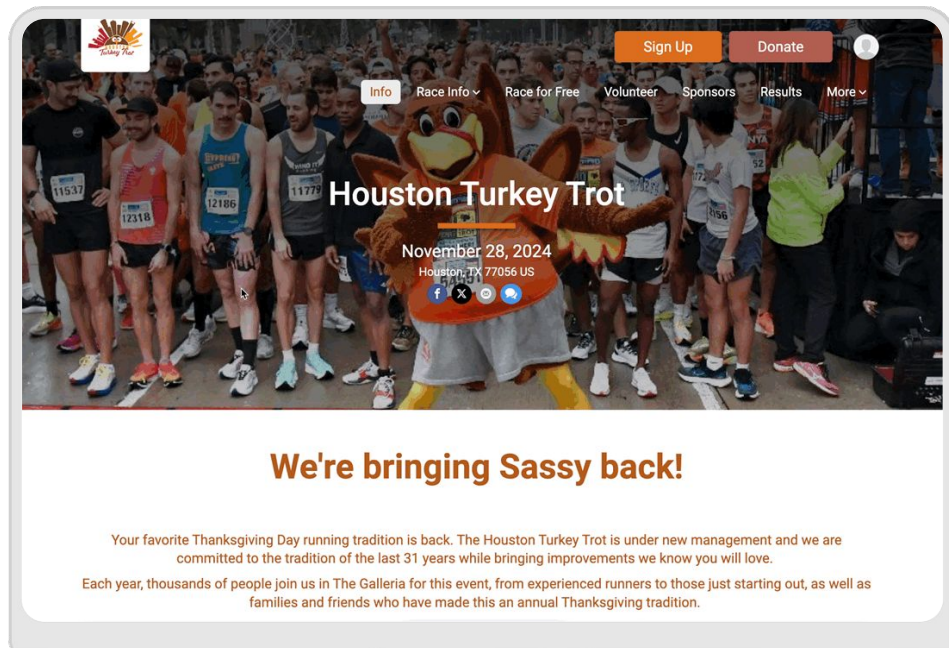 Turkey Trot
Sign Up
Donate
Info
Race Info
Race for Free
Volunteer
Sponsors
Results
More
11537
12318
12186
11779
52
2156
Houston Turkey Trot
November 28, 2024
Houston, TX 77056 US
We're bringing Sassy back!
Your favorite Thanksgiving Day running tradition is back. The Houston Turkey Trot is under new management and we are
committed to the tradition of the last 31 years while bringing improvements we know you will love.
Each year, thousands of people join us in The Galleria for this event, from experienced runners to those just starting out, as well as
families and friends who have made this an annual Thanksgiving tradition.